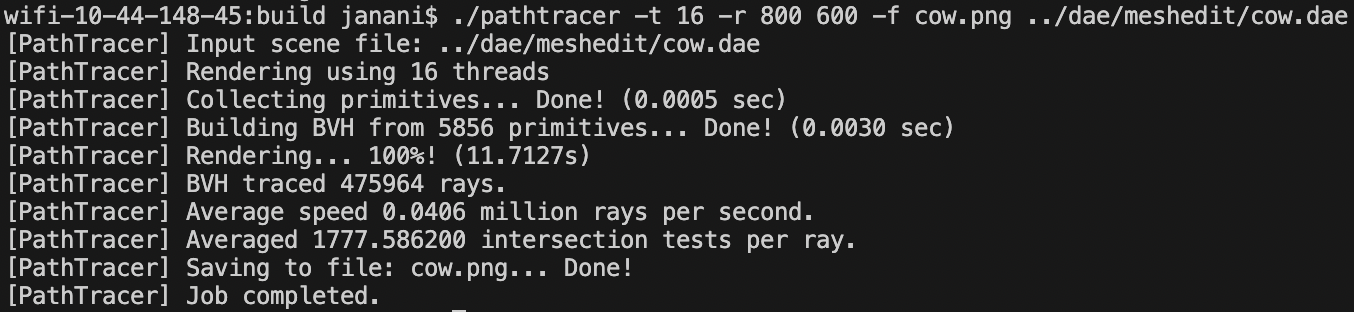 wifi-10-44-148-45:build janani$ ./pathtracer -t 16 -r 800 600 -f cow.png ../dae/meshedit/cow.dae
[PathTracer] Input scene file: ../dae/meshedit/cow.dae
[PathTracer] Rendering using 16 threads
[PathTracer] Collecting primitives... Done! (0.0005 sec)
[PathTracer] Building BVH from 5856 primitives... Done! (0.0030 sec)
[PathTracer] Rendering... 100%! (11.7127s)
[PathTracer] BVH traced 475964 rays.
[PathTracer] Average speed 0.0406 million rays per second.
[PathTracer] Averaged 1777.586200 intersection tests per ray.
[PathTracer] Saving to file: cow.png... Done!
[PathTracer] Job completed.